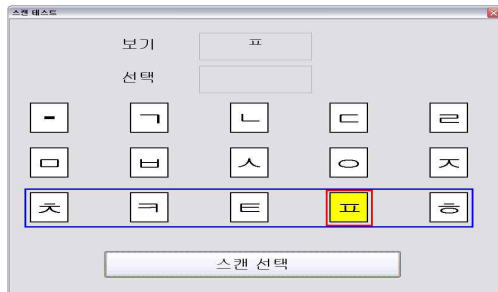 스캔 테스트
보기 ㅍ
선택
- ㄱ ㄴ ㄷ ㄹ
ㅁ ㅂ ㅅ ㅇ ㅈ
ㅊ ㅋ ㅌ ㅍ ㅎ
스캔 선택